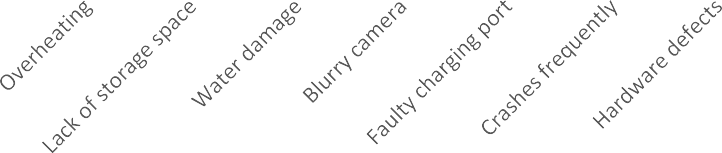 Overheating
Lack of storage space
Water damage
Blurry camera
Faulty charging port
Crashes frequently
Hardware defects